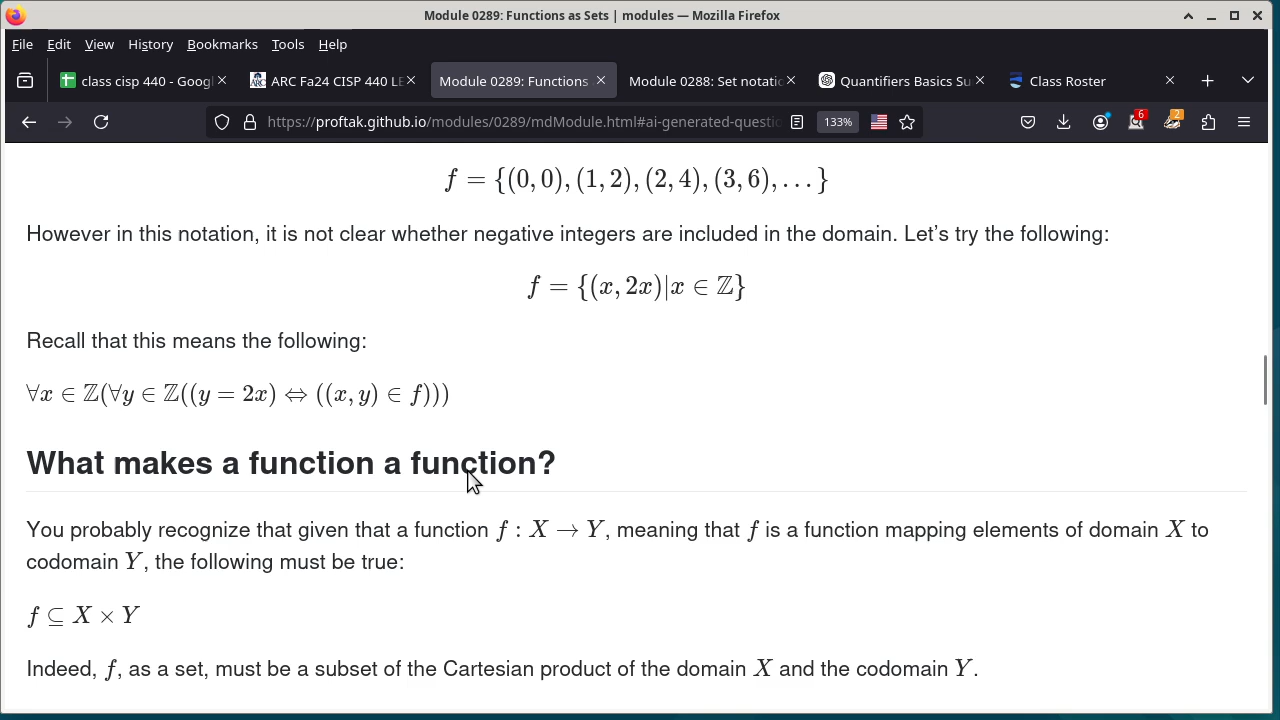 Module 0289: Functions as Sets | modules — Mozilla Firefox
File Edit View History Bookmarks Tools Help
class cisp 440 - Googl
ARC Fa24 CISP 440 LE
Module 0289: Functions
Module 0288: Set notatic
Quantifiers Basics Su
Class Roster
https://proftak.github.io/modules/0289/mdModule.html#ai-generated-questio 133% 6 2
f = {(0, 0), (1, 2), (2, 4), (3, 6), …}
However in this notation, it is not clear whether negative integers are included in the domain. Let’s try the following:
f = {(x, 2x)|x ∈ ℤ}
Recall that this means the following:
∀x ∈ ℤ(∀y ∈ ℤ((y = 2x) ⇔ ((x, y) ∈ f)))
What makes a function a function?
You probably recognize that given that a function f : X → Y, meaning that f is a function mapping elements of domain X to
codomain Y, the following must be true:
f ⊆ X × Y
Indeed, f, as a set, must be a subset of the Cartesian product of the domain X and the codomain Y.